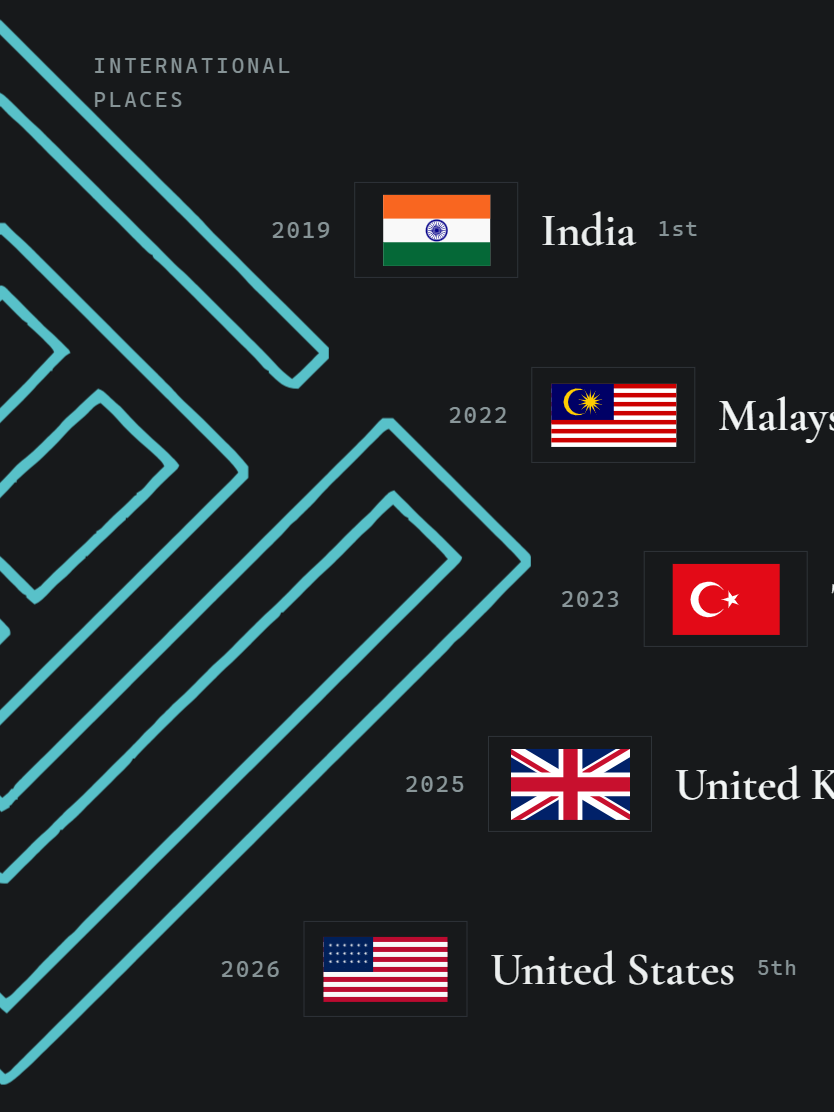 INTERNATIONAL
PLACES
2019 India 1st
2022 Malays
2023
2025 United K
2026 United States 5th